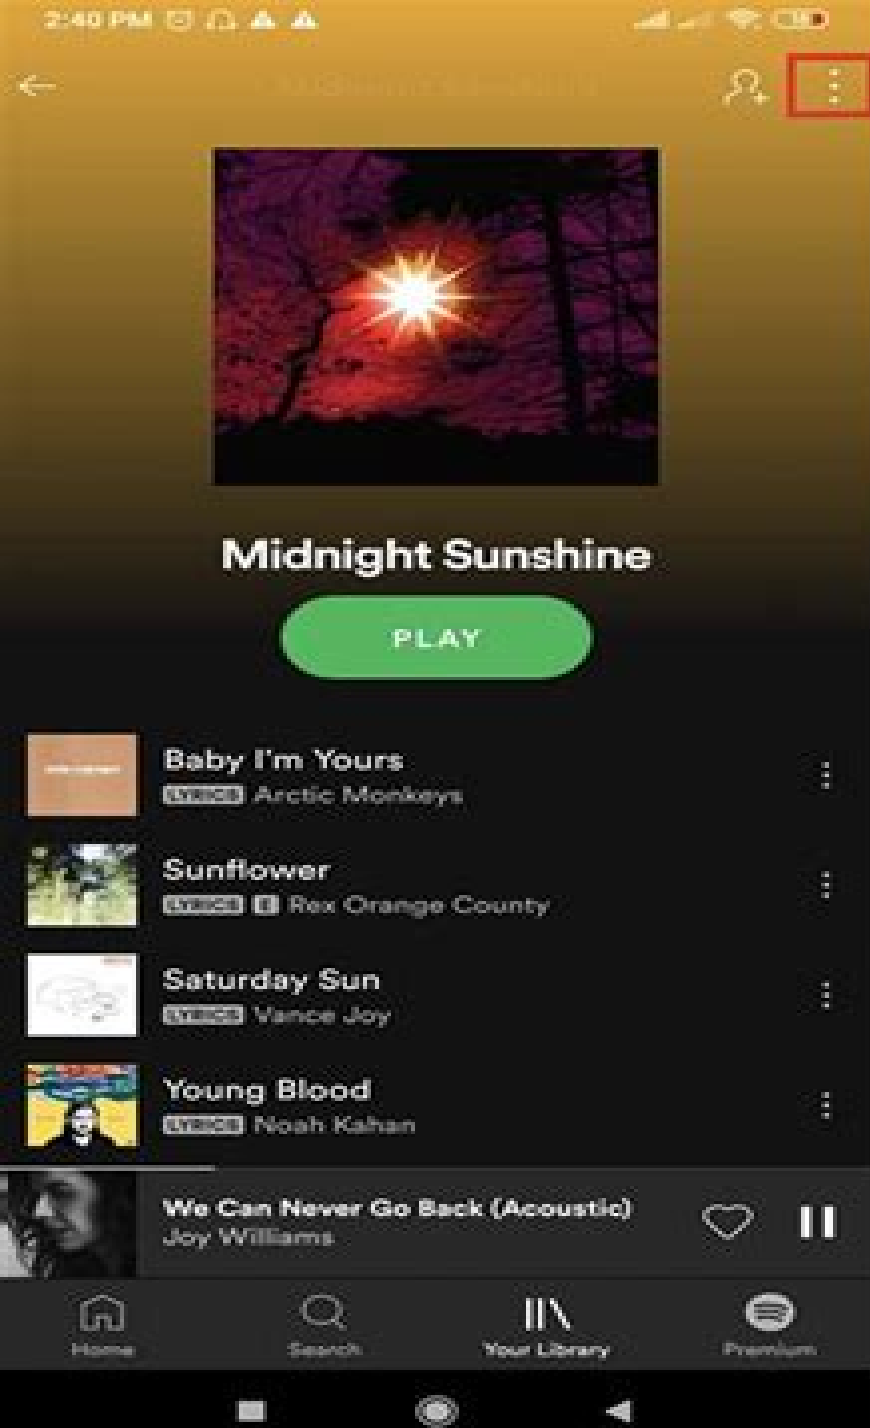 2:40 PM
Midnight Sunshine
PLAY
Baby I'm Yours
LYRICS Arctic Monkeys
Sunflower
LYRICS E Rex Orange County
Saturday Sun
LYRICS Vance Joy
Young Blood
LYRICS Noah Kahan
We Can Never Go Back (Acoustic)
Joy Williams
Home
Search
Your Library
Premium